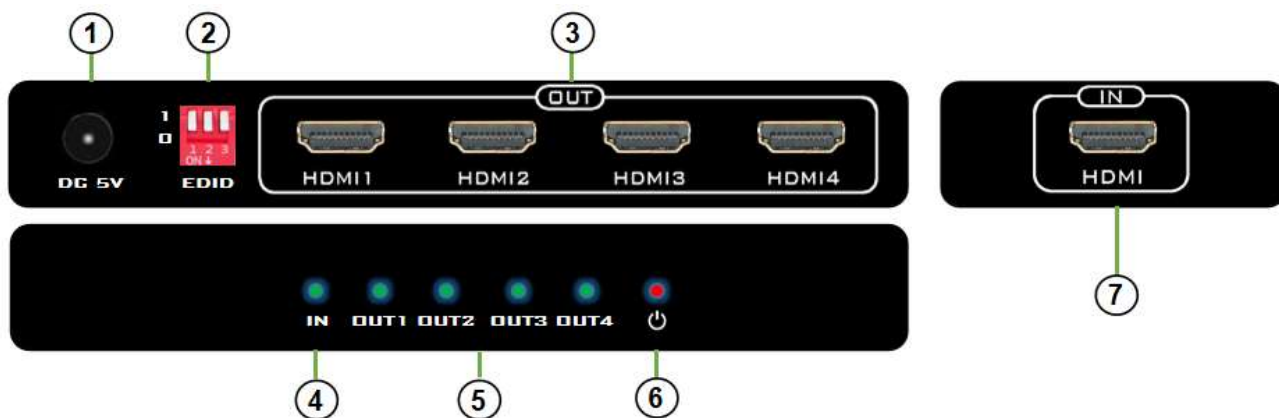 1
2
3
OUT
IN
1
0
1 2 3
ON↓
DC 5V
EDID
HDMI1
HDMI2
HDMI3
HDMI4
HDMI
IN
OUT1
OUT2
OUT3
OUT4
4
5
6
7